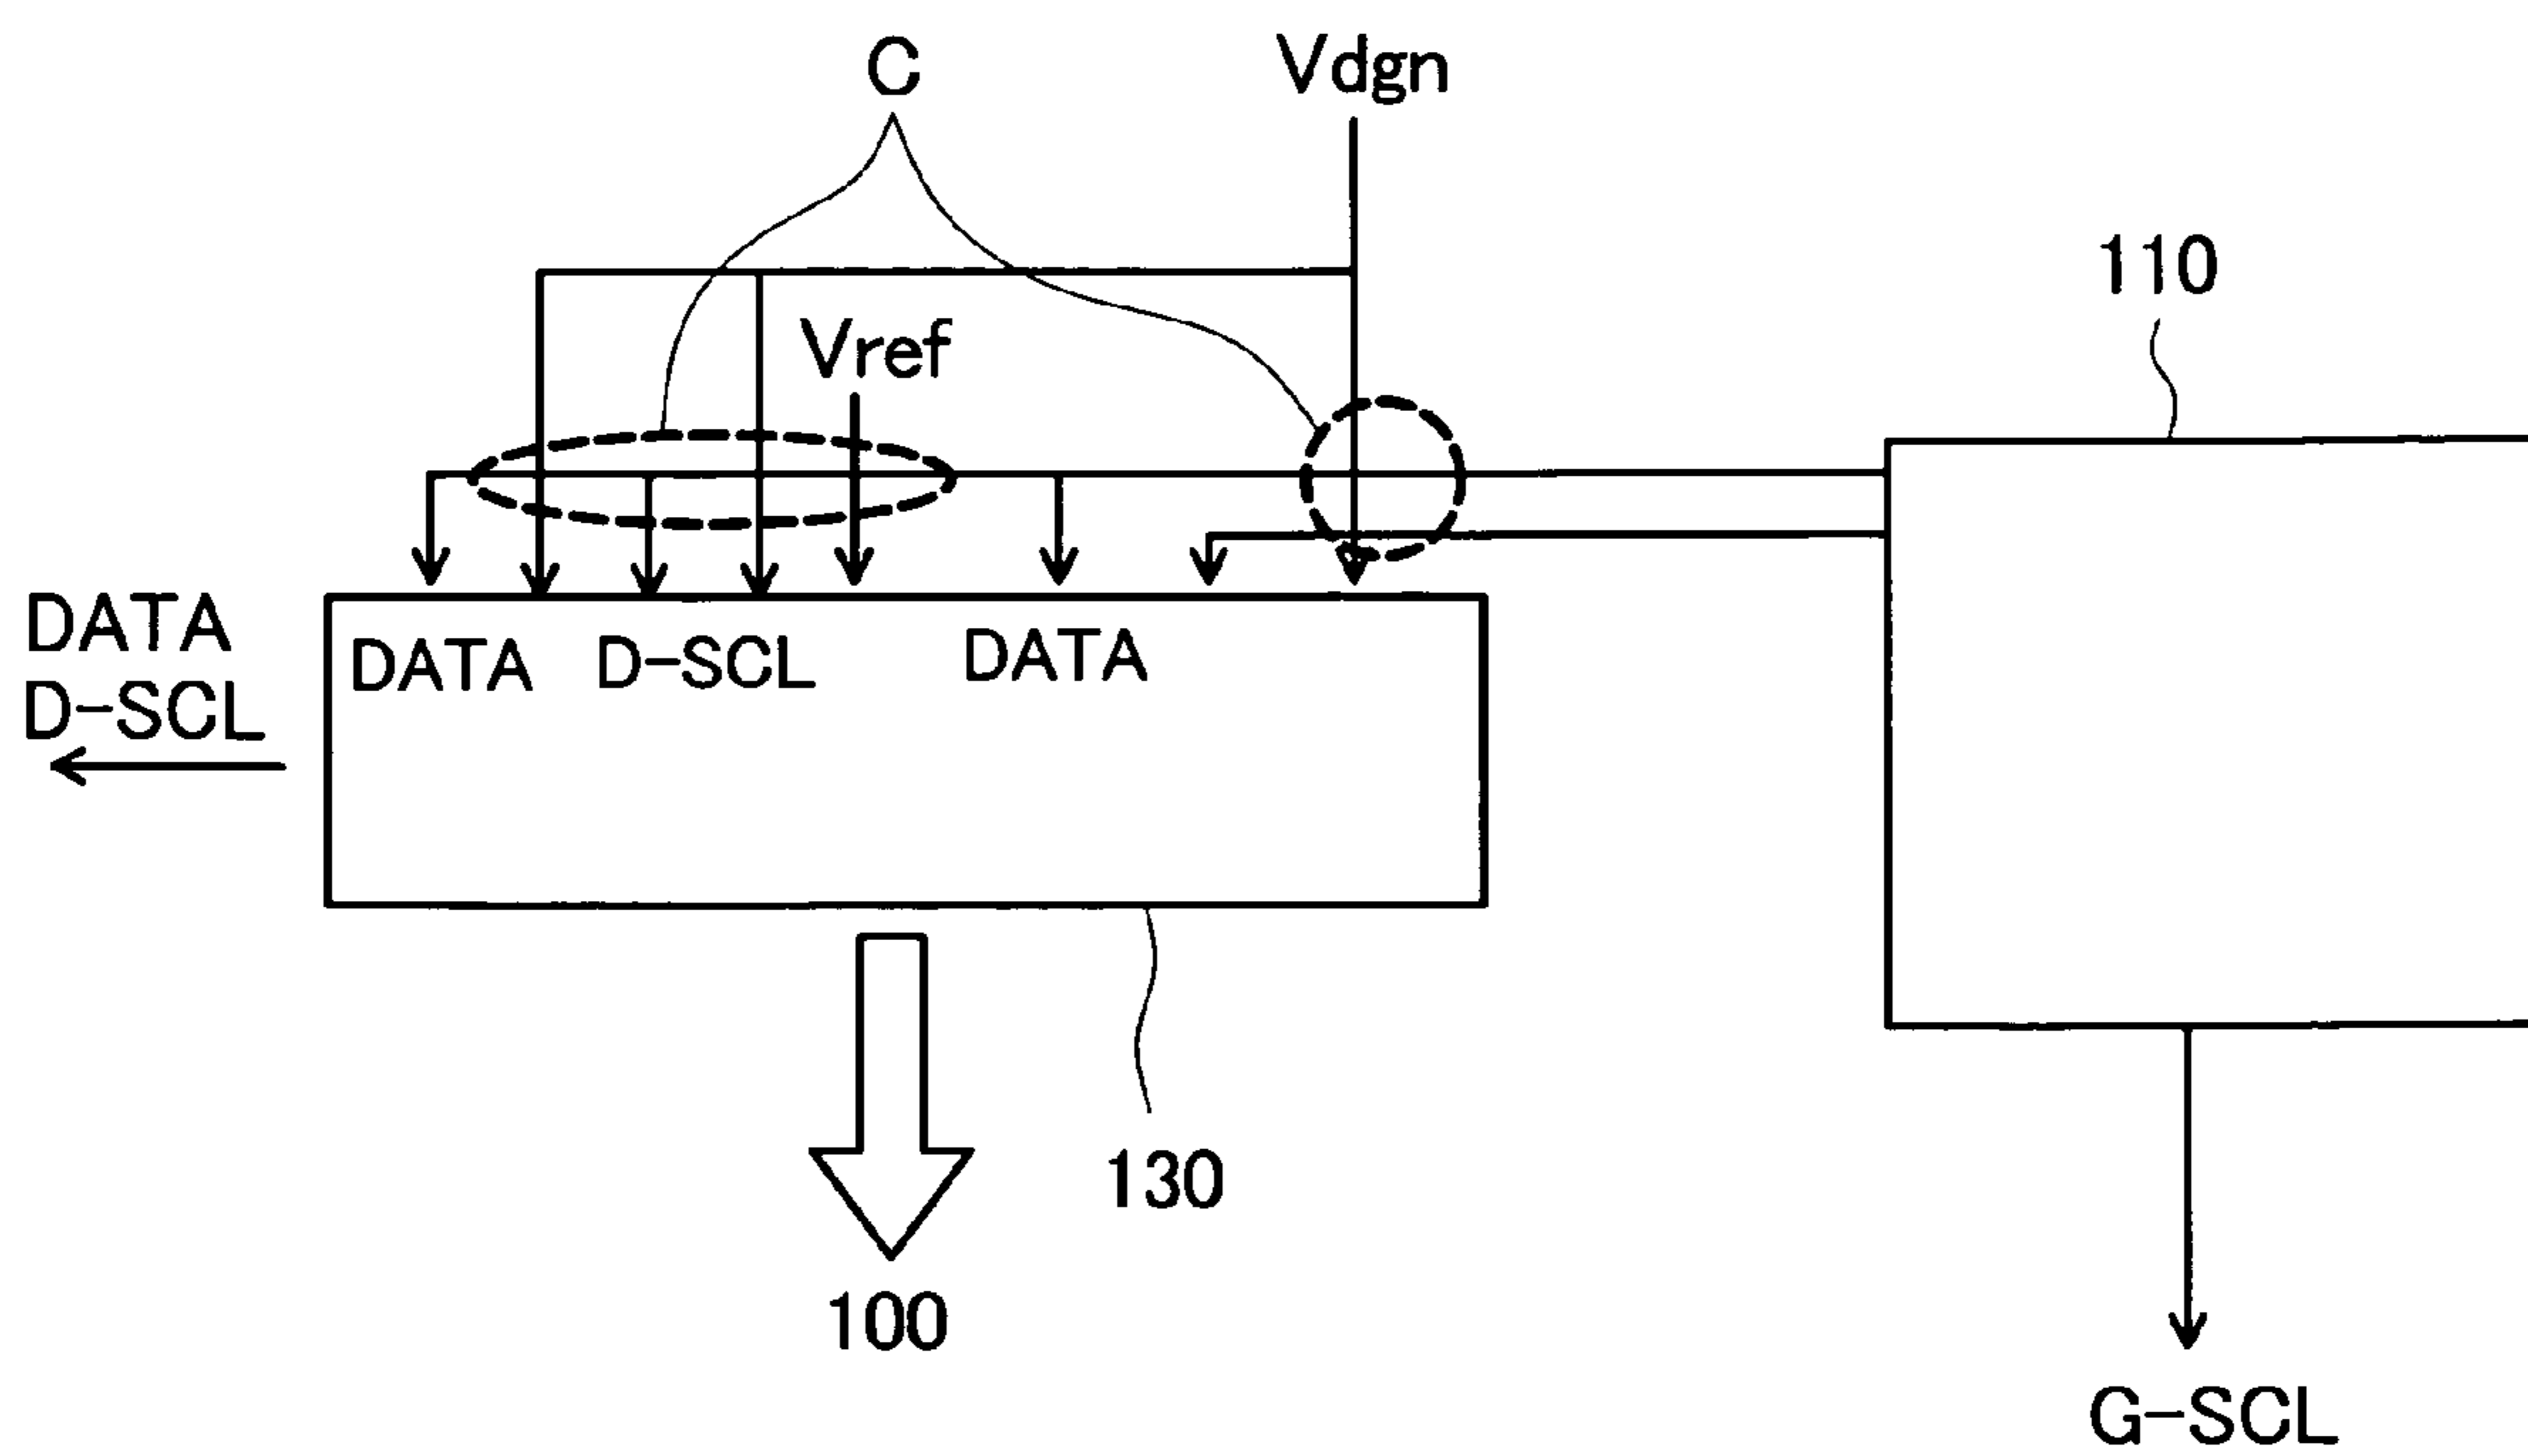 C
Vdgn
110
Vref
DATA
D-SCL
DATA
D-SCL
DATA
130
100
G-SCL